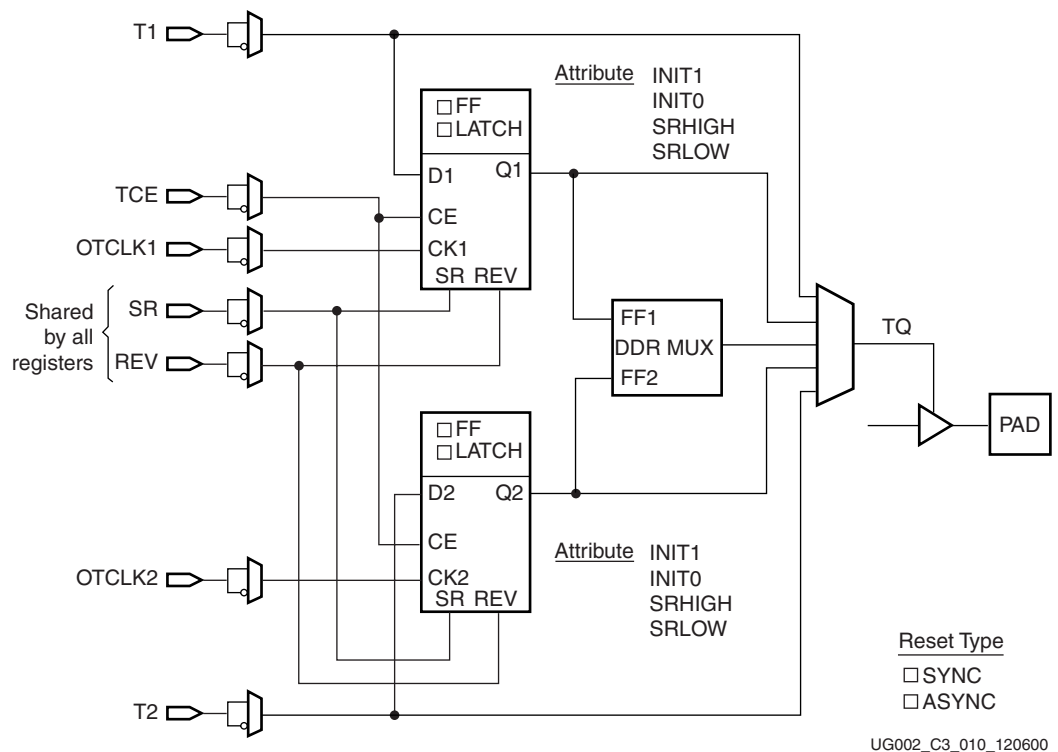 T1
Attribute INIT1
INIT0
SRHIGH
SRLOW
FF
LATCH
D1 Q1
TCE
CE
OTCLK1
CK1
SR REV
Shared
by all
registers
SR
REV
FF1
DDR MUX
FF2
TQ
PAD
FF
LATCH
D2 Q2
CE
Attribute INIT1
INIT0
SRHIGH
SRLOW
OTCLK2
CK2
SR REV
Reset Type
SYNC
ASYNC
T2
UG002_C3_010_120600